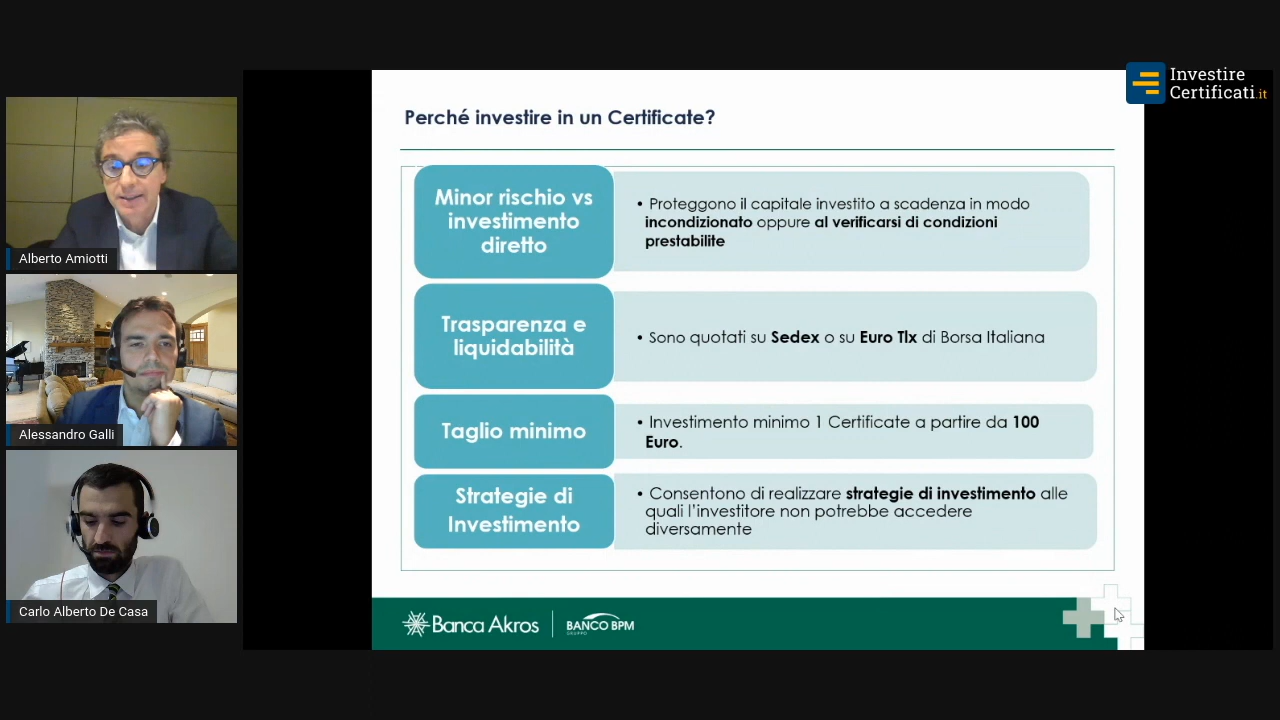 Investire
Certificati.it
Perché investire in un Certificate?
Minor rischio vs
investimento
diretto
• Proteggono il capitale investito a scadenza in modo
incondizionato oppure al verificarsi di condizioni
prestabilite
Trasparenza e
liquidabilità
• Sono quotati su Sedex o su Euro Tlx di Borsa Italiana
Taglio minimo
• Investimento minimo 1 Certificate a partire da 100
Euro.
Strategie di
Investimento
• Consentono di realizzare strategie di investimento alle
quali l'investitore non potrebbe accedere
diversamente
Banca Akros
BANCO BPM
GRUPPO
Alberto Amiotti
Alessandro Galli
Carlo Alberto De Casa